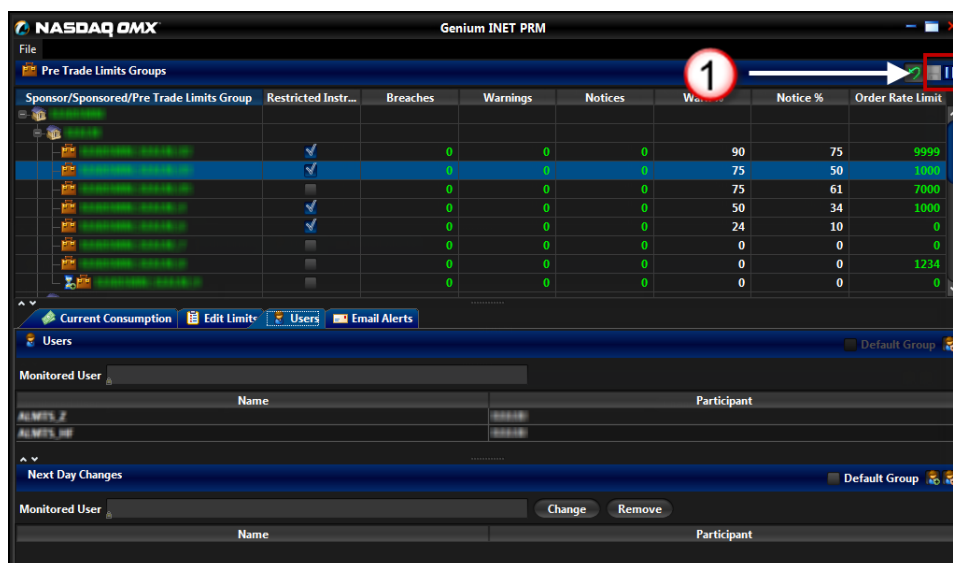 NASDAQ OMX Genium INET PRM
File
Pre Trade Limits Groups
1
Sponsor/Sponsored/Pre Trade Limits Group Restricted Instr... Breaches Warnings Notices Notice % Order Rate Limit
0 0 0 90 75 9999
0 0 0 75 50 1000
0 0 0 75 61 7000
0 0 0 50 34 1000
0 0 0 24 10 0
0 0 0 0 0 0
0 0 0 0 0 1234
0 0 0 0 0 0
Current Consumption Edit Limits Users Email Alerts
Users Default Group
Monitored User
Name Participant
ALMTS_Z
ALMTS_HF
Next Day Changes Default Group
Monitored User Change Remove
Name Participant